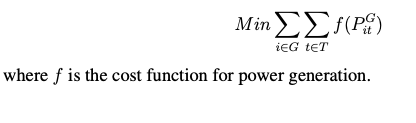 Min ∑ ∑ f(P_{it}^{G})
i∈G t∈T
where f is the cost function for power generation.